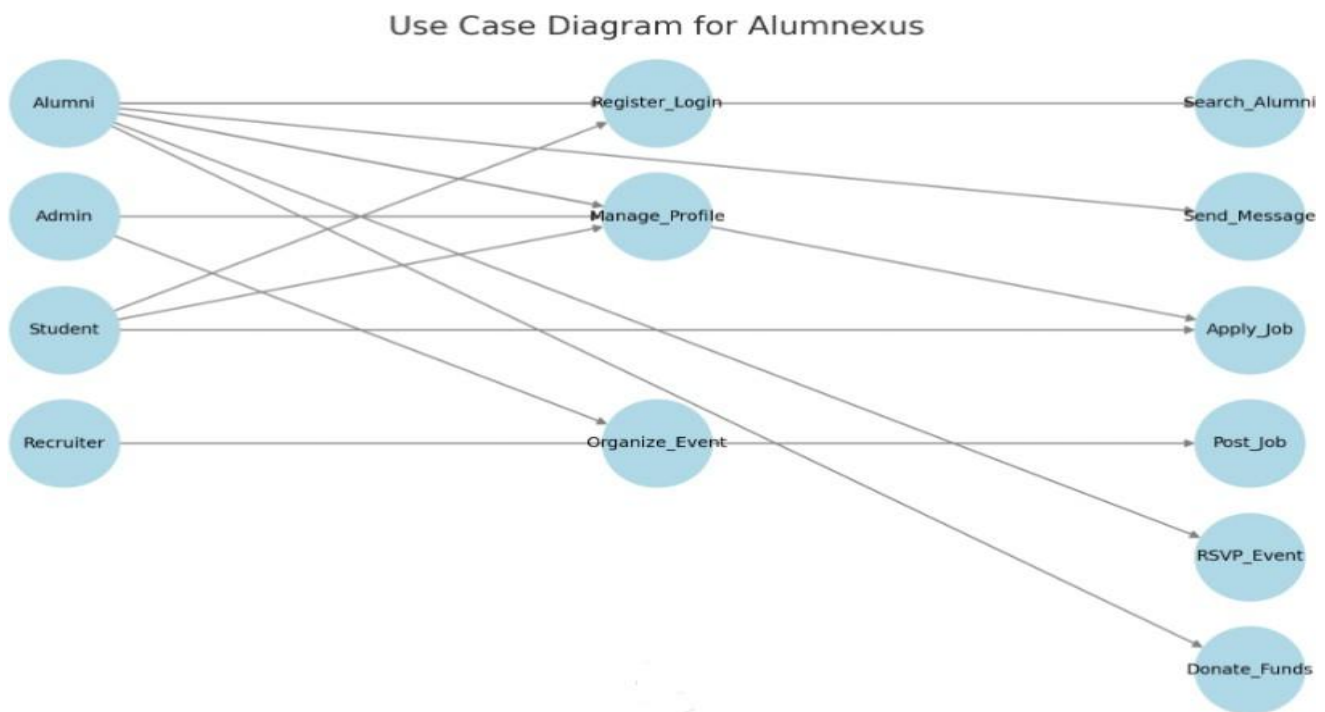 Use Case Diagram for Alumnexus
Alumni
Register_Login
Search_Alumni
Admin
Manage_Profile
Send_Message
Student
Apply_Job
Recruiter
Organize_Event
Post_Job
RSVP_Event
Donate_Funds